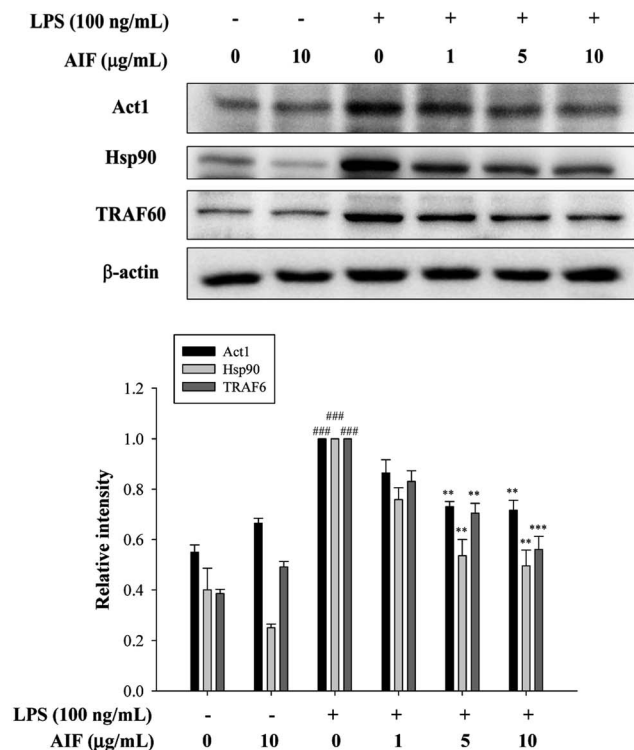 LPS (100 ng/mL) - - + + + +
AIF (μg/mL) 0 10 0 1 5 10
Act1
Hsp90
TRAF60
β-actin
Act1
Hsp90
TRAF6
1.2
1.0
0.8
0.6
0.4
0.2
0.0
Relative intensity
###
### ###
** **
**
**
***
**
LPS (100 ng/mL) - - + + + +
AIF (μg/mL) 0 10 0 1 5 10